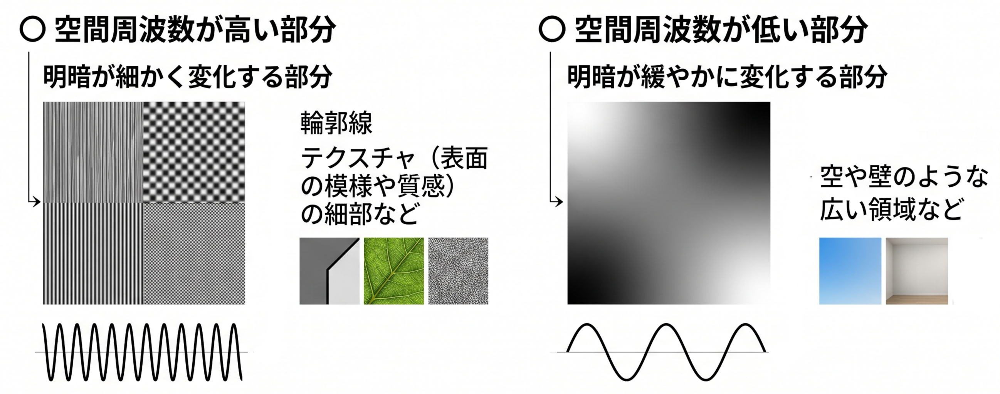 ○ 空間周波数が高い部分
明暗が細かく変化する部分
輪郭線
テクスチャ（表面
の模様や質感）
の細部など
○ 空間周波数が低い部分
明暗が緩やかに変化する部分
空や壁のような
広い領域など